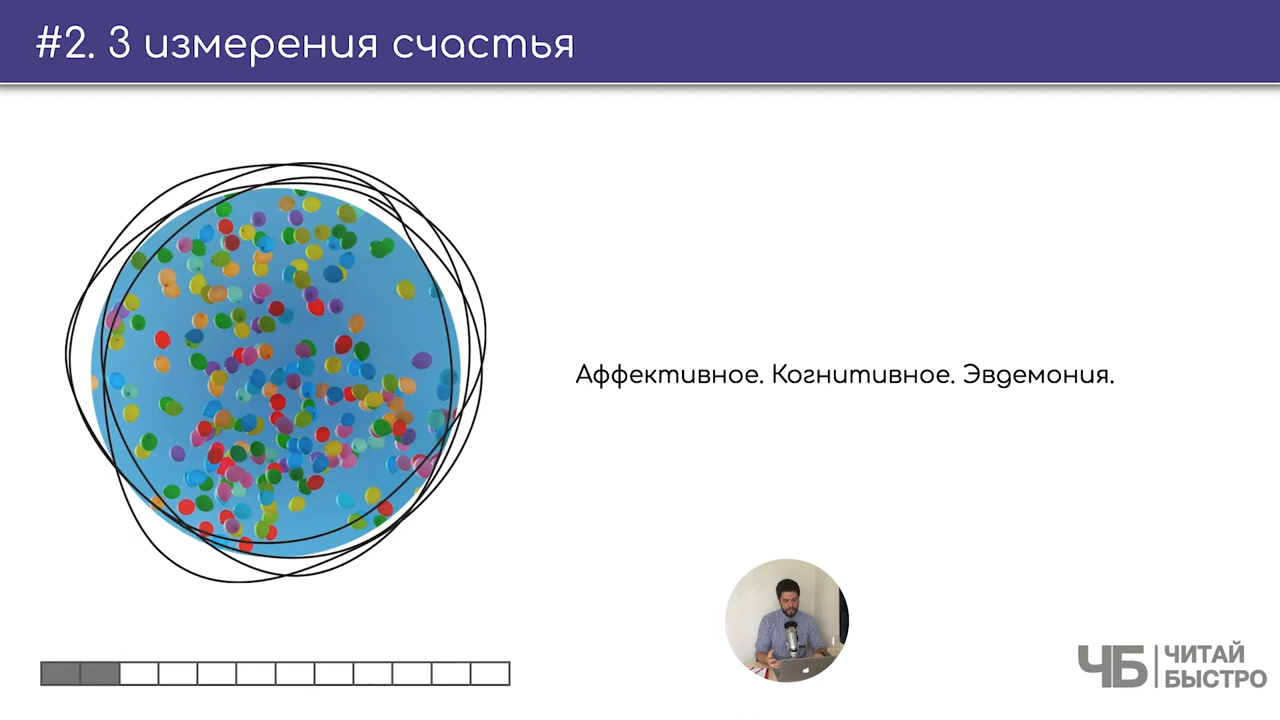 #2. 3 измерения счастья
Аффективное. Когнитивное. Эвдемония.
ЧБ
ЧИТАЙ
БЫСТРО